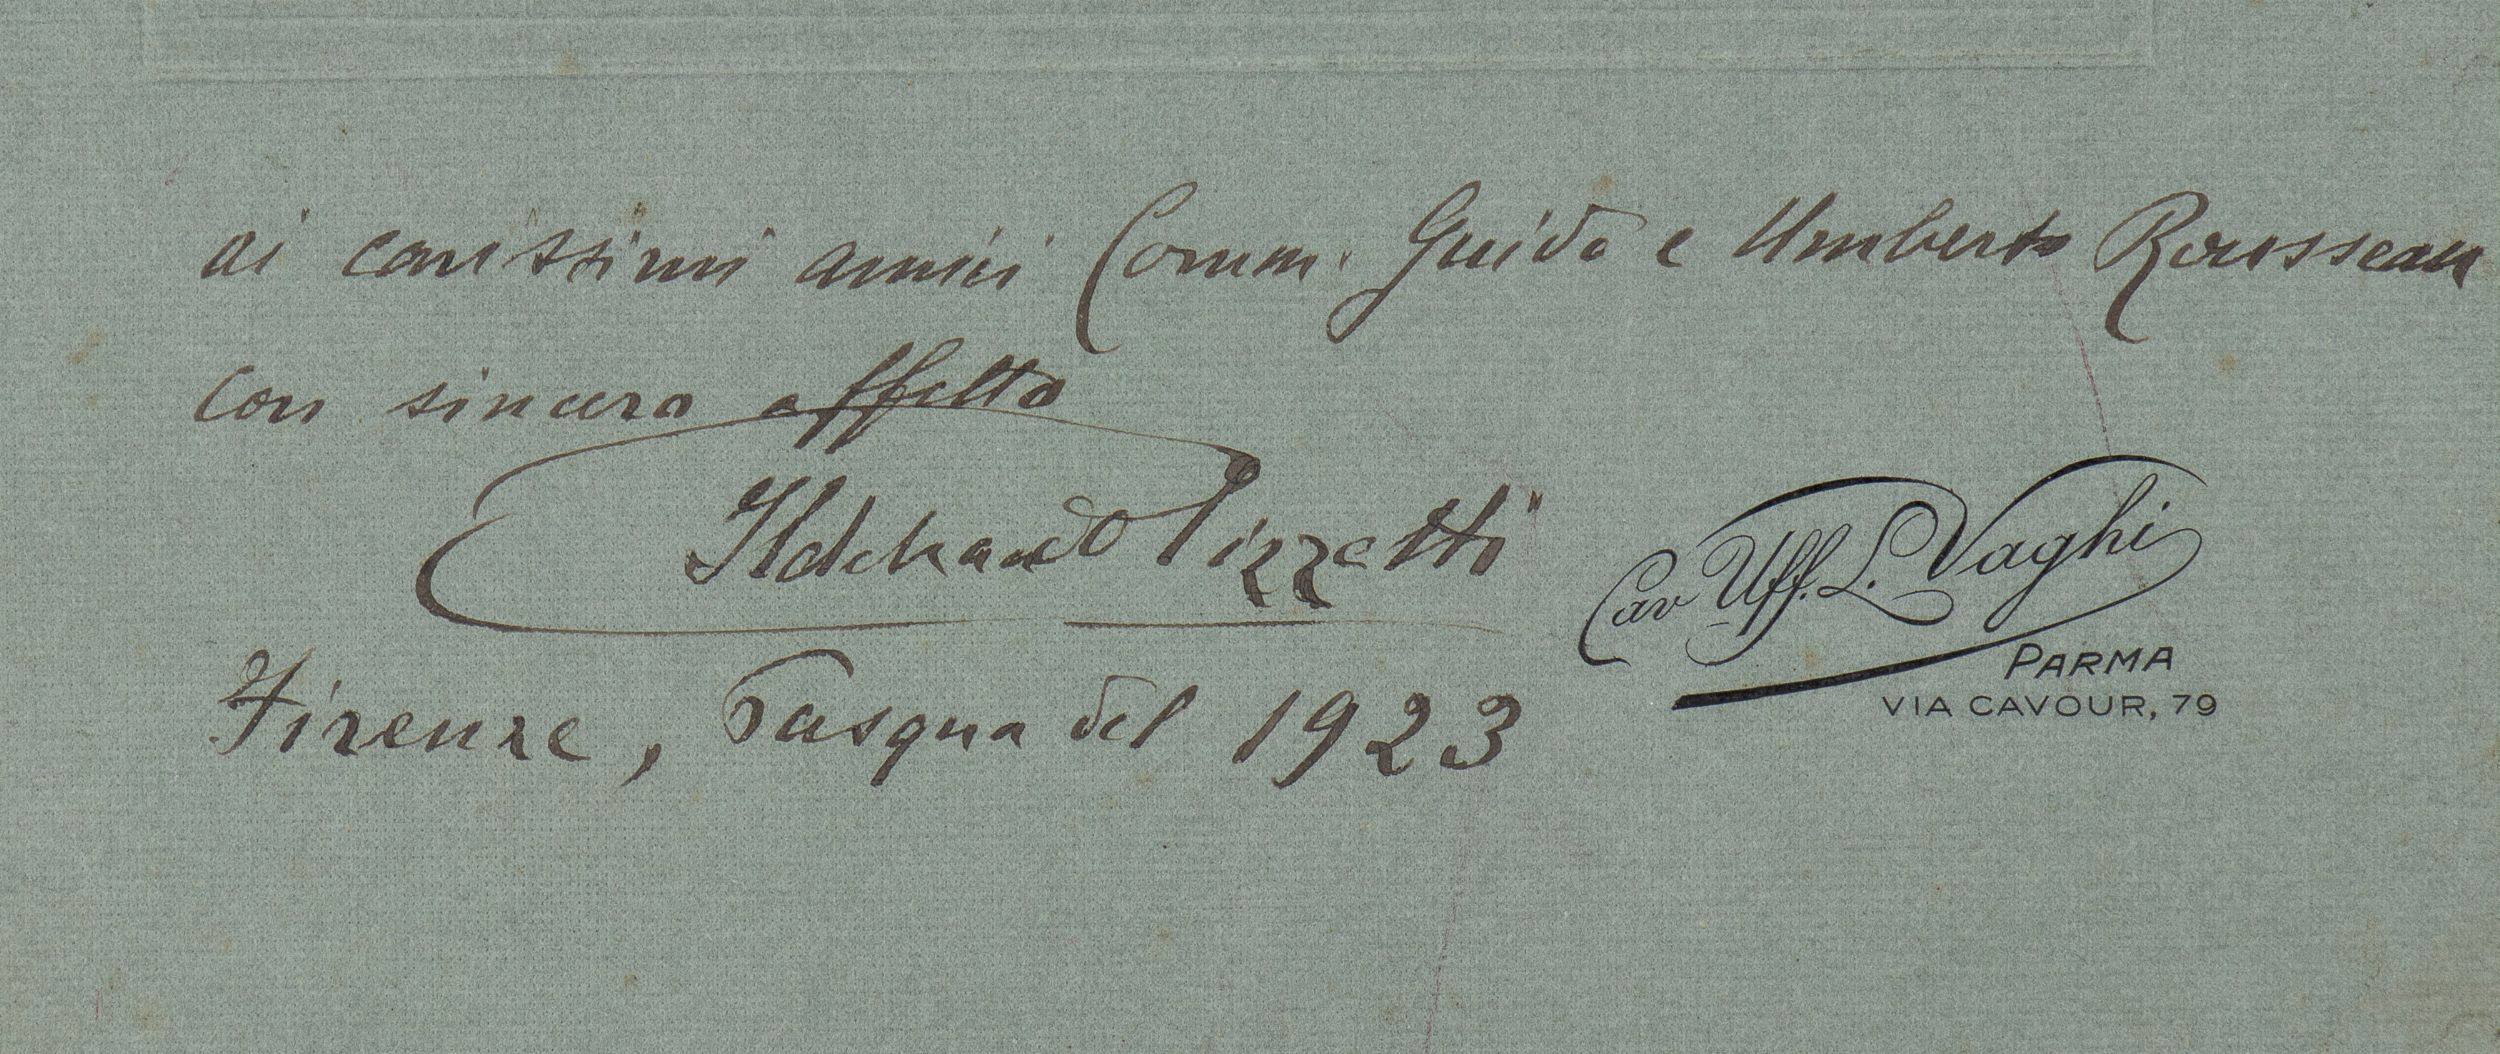 ai carissimi amici Comm. Guido e Umberto Rousseau
con sincero affetto
Ildebrando Pizzetti
Firenze, Pasqua del 1923
Cav. Uff. L. Vaghi
PARMA
VIA CAVOUR, 79